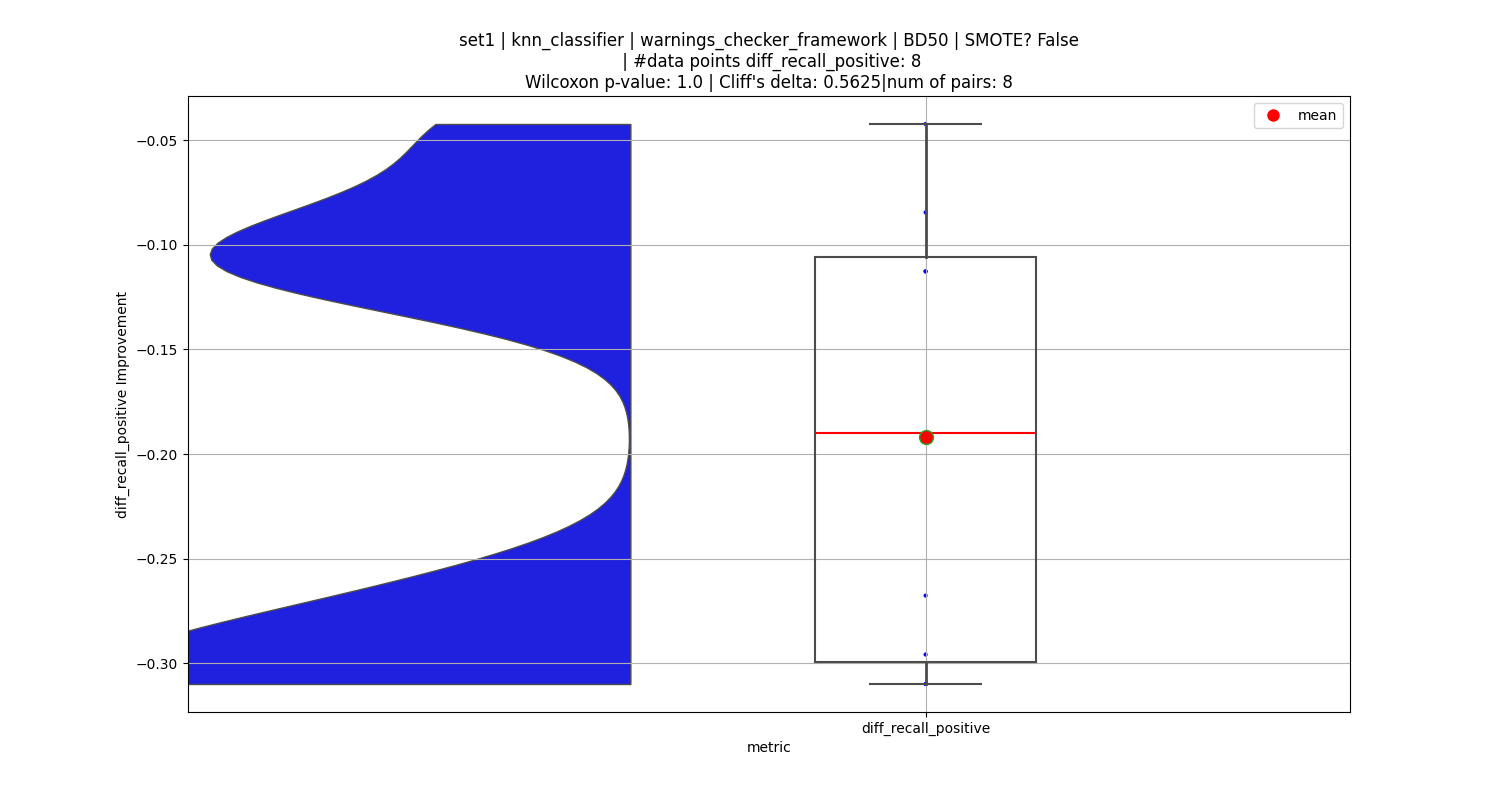 set1 | knn_classifier | warnings_checker_framework | BD50 | SMOTE? False
| #data points diff_recall_positive: 8
Wilcoxon p-value: 1.0 | Cliff's delta: 0.5625|num of pairs: 8
mean
−0.05
−0.10
−0.15
−0.20
−0.25
−0.30
diff_recall_positive Improvement
diff_recall_positive
metric